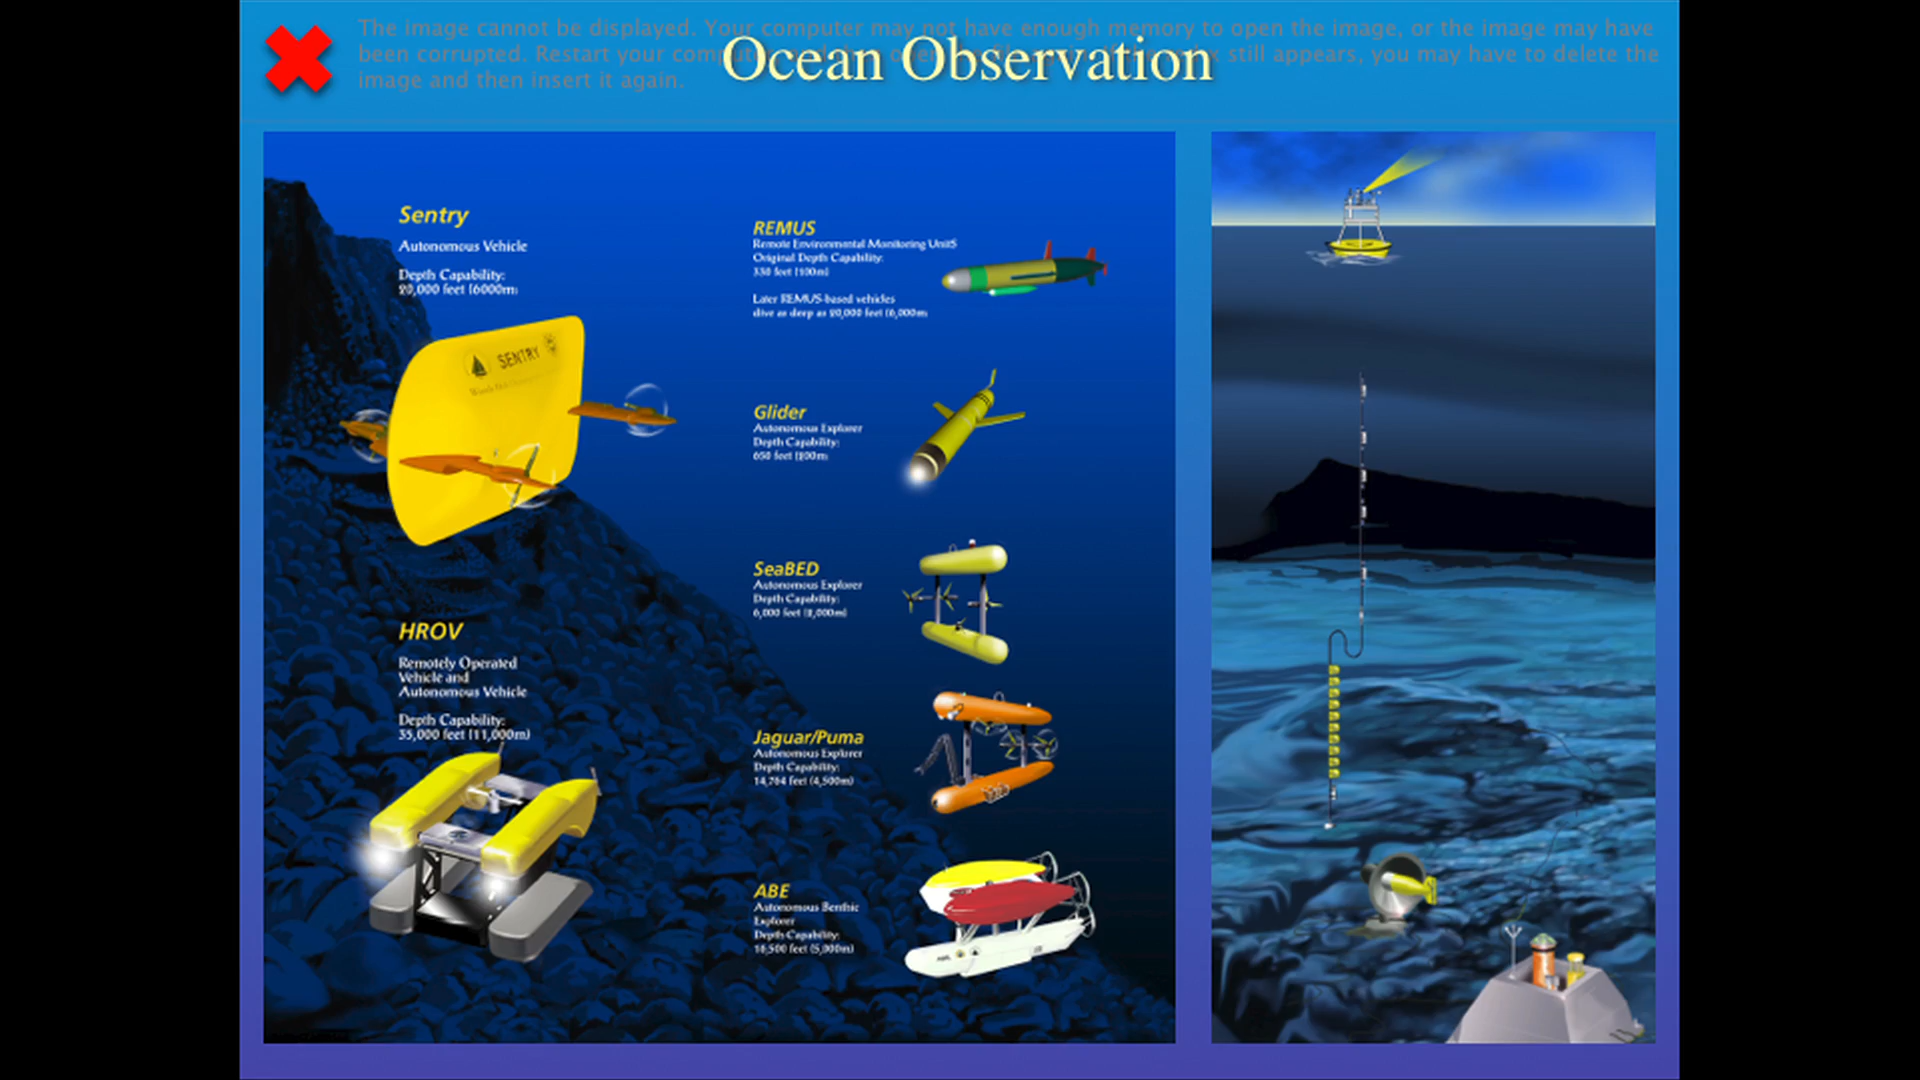 The image cannot be displayed. Your computer may not have enough memory to open the image, or the image may have
been corrupted. Restart your computer still appears, you may have to delete the
image and then insert it again.
Ocean Observation
Sentry
Autonomous Vehicle
Depth Capability:
20,000 feet (6000m)
SENTRY
HROV
Remotely Operated
Vehicle and
Autonomous Vehicle
Depth Capability:
35,000 feet (11,000m)
REMUS
Remote Environmental Monitoring UnitS
Original Depth Capability:
330 feet (100m)
Later REMUS-based vehicles
dive as deep as 20,000 feet (6,000m
Glider
Autonomous Explorer
Depth Capability:
650 feet (200m
SeaBED
Autonomous Explorer
Depth Capability:
6,000 feet (2,000m)
Jaguar/Puma
Autonomous Explorer
Depth Capability:
14,764 feet (4,500m)
ABE
Autonomous Benthic
Explorer
Depth Capability:
16,500 feet (5,000m)